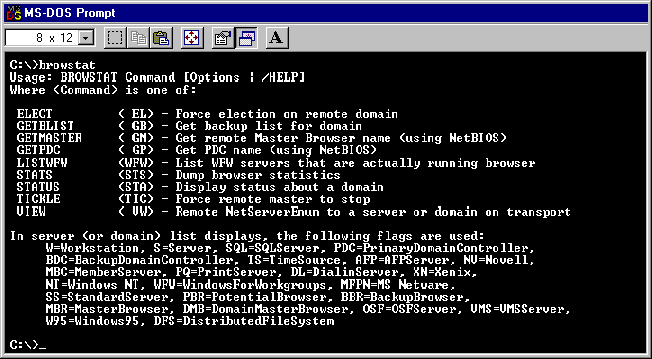 MS-DOS Prompt
8 x 12
A
C:\>browstat
Usage: BROWSTAT Command [Options | /HELP]
Where <Command> is one of:
ELECT ( EL) - Force election on remote domain
GETBLIST ( GB) - Get backup list for domain
GETMASTER ( GM) - Get remote Master Browser name (using NetBIOS)
GETPDC ( GP) - Get PDC name (using NetBIOS)
LISTWFW (WFW) - List WFW servers that are actually running browser
STATS (STS) - Dump browser statistics
STATUS (STA) - Display status about a domain
TICKLE (TIC) - Force remote master to stop
VIEW ( VW) - Remote NetServerEnum to a server or domain on transport
In server (or domain) list displays, the following flags are used:
W=Workstation, S=Server, SQL=SQLServer, PDC=PrimaryDomainController,
BDC=BackupDomainController, TS=TimeSource, AFP=AFPServer, NV=Novell,
MBC=MemberServer, PQ=PrintServer, DL=DialinServer, XN=Xenix,
NT=Windows NT, WFW=WindowsForWorkgroups, MFPN=MS Netware,
SS=StandardServer, PBR=PotentialBrowser, BBR=BackupBrowser,
MBR=MasterBrowser, DMB=DomainMasterBrowser, OSF=OSFServer, VMS=VMSServer,
W95=Windows95, DFS=DistributedFileSystem
C:\>_